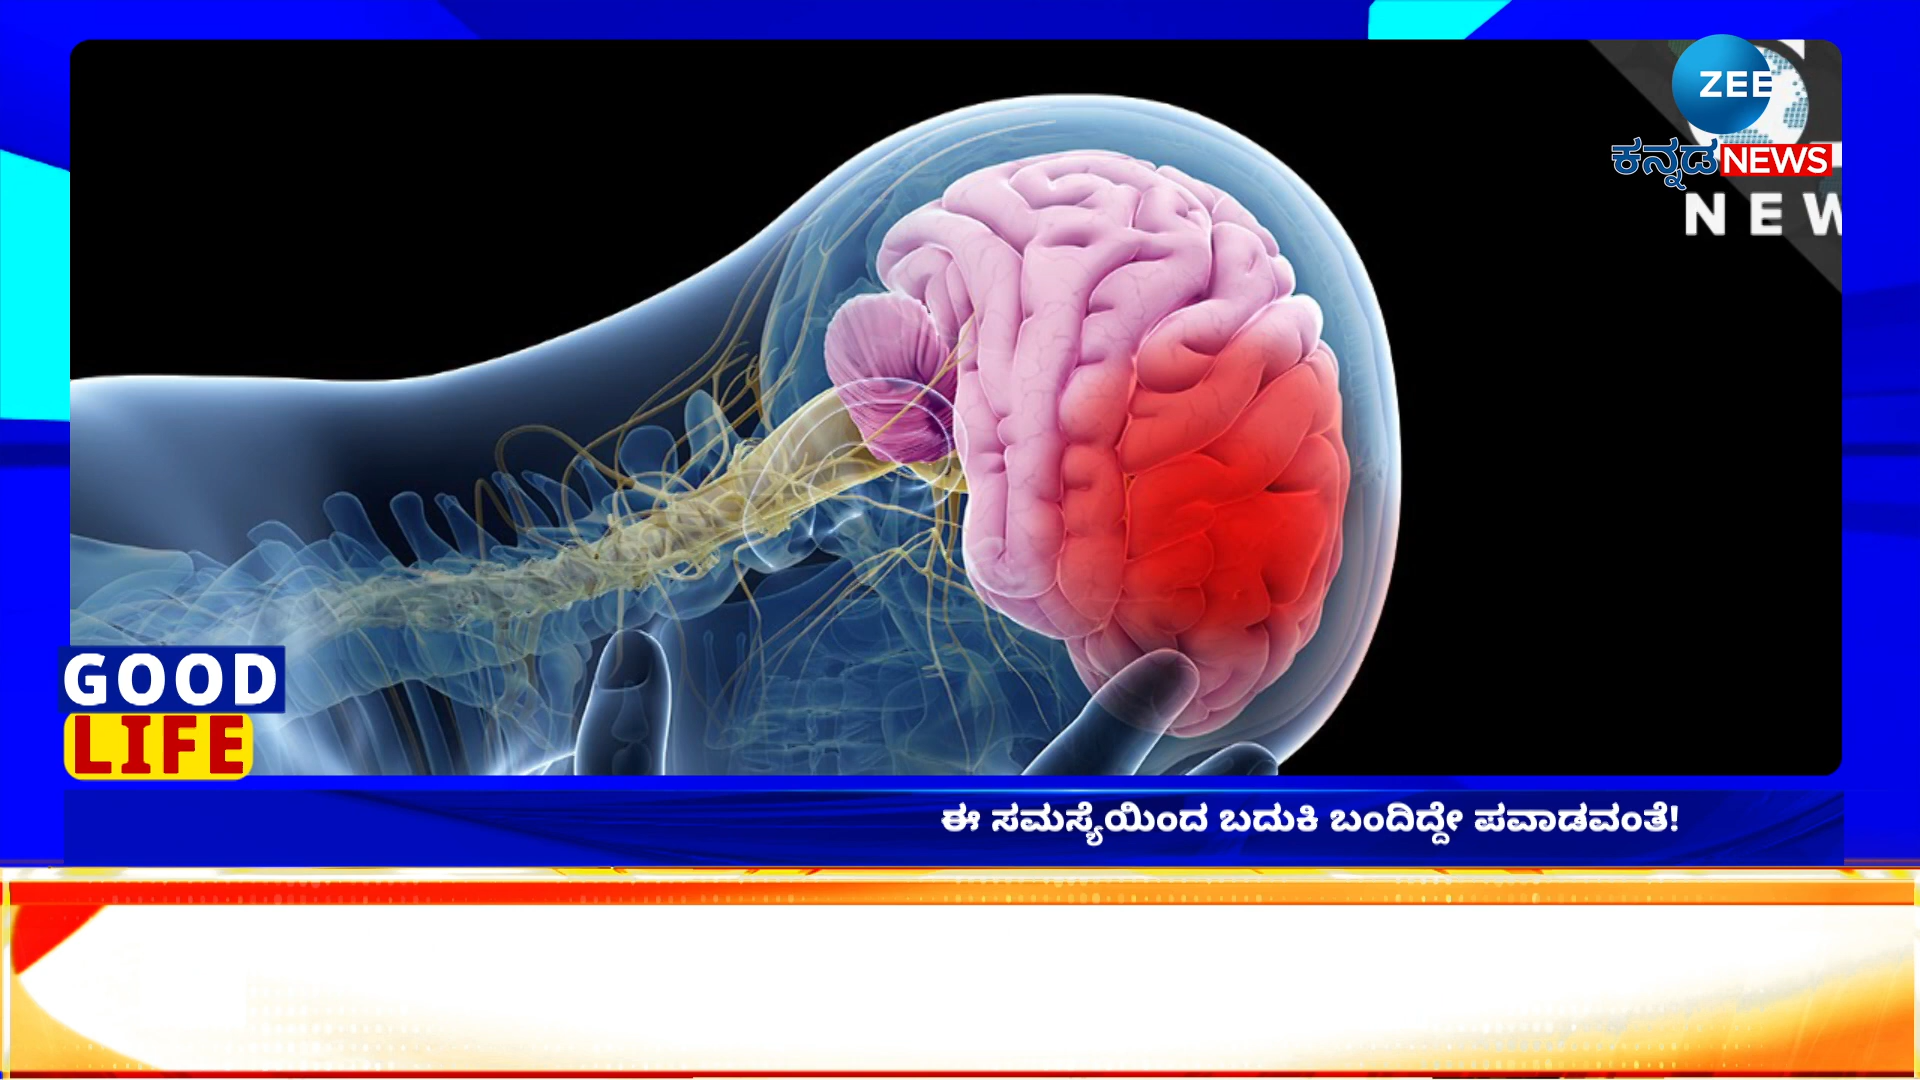 ZEE
ಕನ್ನಡ NEWS
NEW
GOOD
LIFE
ಈ ಸಮಸ್ಯೆಯಿಂದ ಬದುಕಿ ಬಂದಿದ್ದೇ ಪವಾಡವಂತೆ!